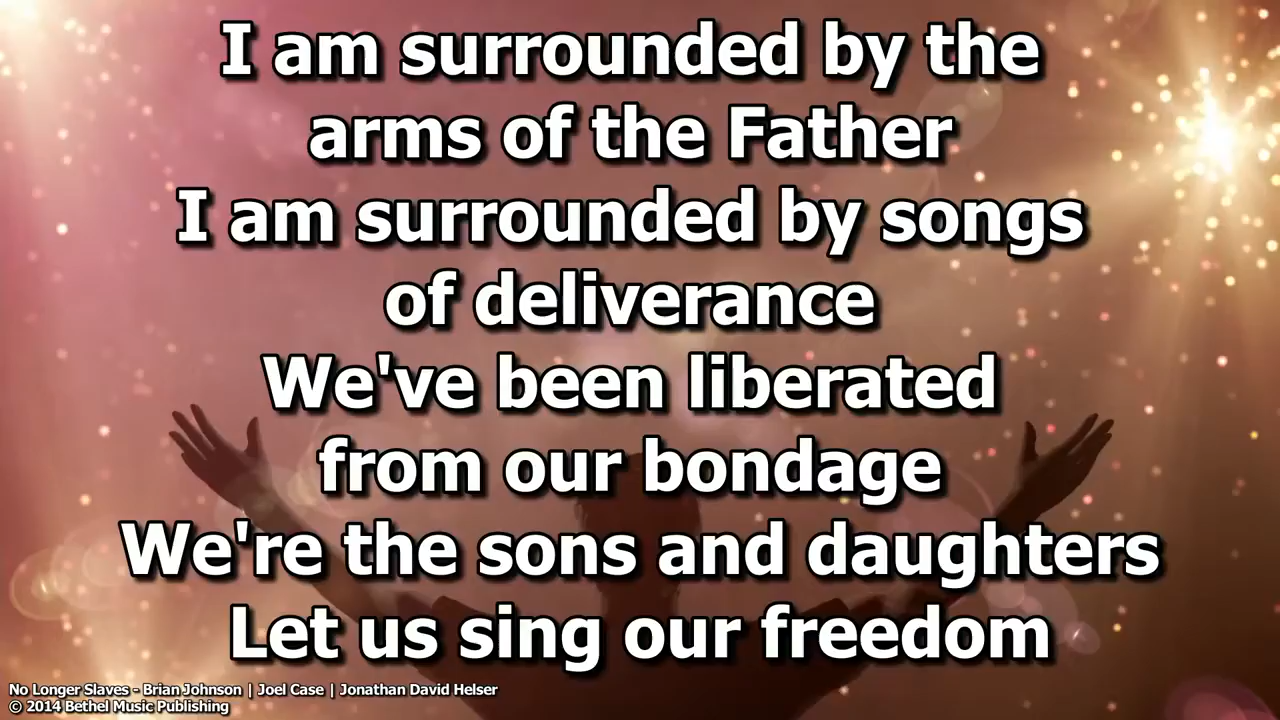 I am surrounded by the
arms of the Father
I am surrounded by songs
of deliverance
We've been liberated
from our bondage
We're the sons and daughters
Let us sing our freedom
No Longer Slaves - Brian Johnson | Joel Case | Jonathan David Helser
© 2014 Bethel Music Publishing